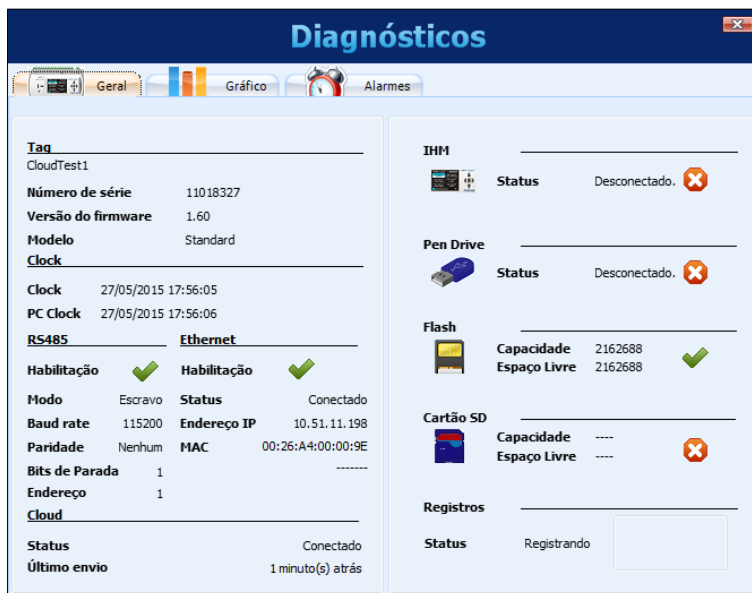 Diagnósticos
Geral Gráfico Alarmes
Tag
CloudTest1
Número de série 11018327
Versão do firmware 1.60
Modelo Standard
Clock
Clock 27/05/2015 17:56:05
PC Clock 27/05/2015 17:56:06
RS485 Ethernet
Habilitação Habilitação
Modo Escravo Status Conectado
Baud rate 115200 Endereço IP 10.51.11.198
Paridade Nenhum MAC 00:26:A4:00:00:9E
Bits de Parada 1 -------
Endereço 1
Cloud
Status Conectado
Último envio 1 minuto(s) atrás
IHM
Status Desconectado.
Pen Drive
Status Desconectado.
Flash
Capacidade 2162688
Espaço Livre 2162688
Cartão SD
Capacidade ----
Espaço Livre ----
Registros
Status Registrando